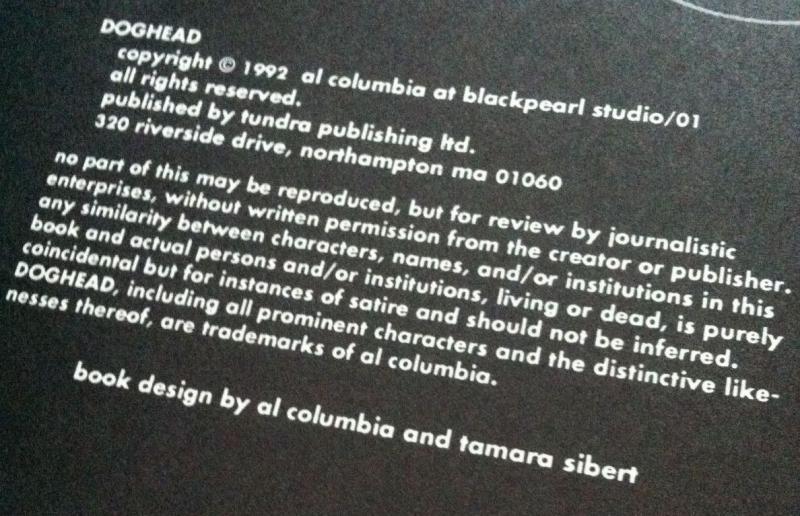 DOGHEAD
copyright © 1992 al columbia at blackpearl studio/01
all rights reserved.
published by tundra publishing ltd.
320 riverside drive, northampton ma 01060
no part of this may be reproduced, but for review by journalistic
enterprises, without written permission from the creator or publisher.
any similarity between characters, names, and/or institutions in this
book and actual persons and/or institutions, living or dead, is purely
coincidental but for instances of satire and should not be inferred.
DOGHEAD, including all prominent characters and the distinctive like-
nesses thereof, are trademarks of al columbia.
book design by al columbia and tamara sibert